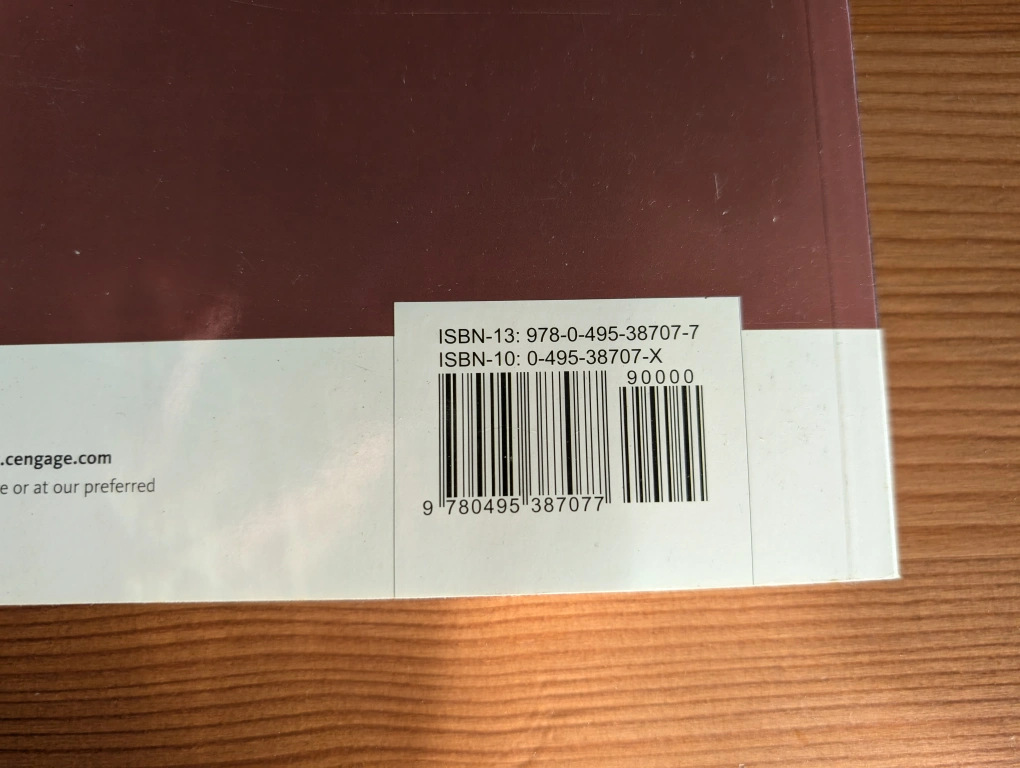 .cengage.com
e or at our preferred
ISBN-13: 978-0-495-38707-7
ISBN-10: 0-495-38707-X
90000
9 780495 387077